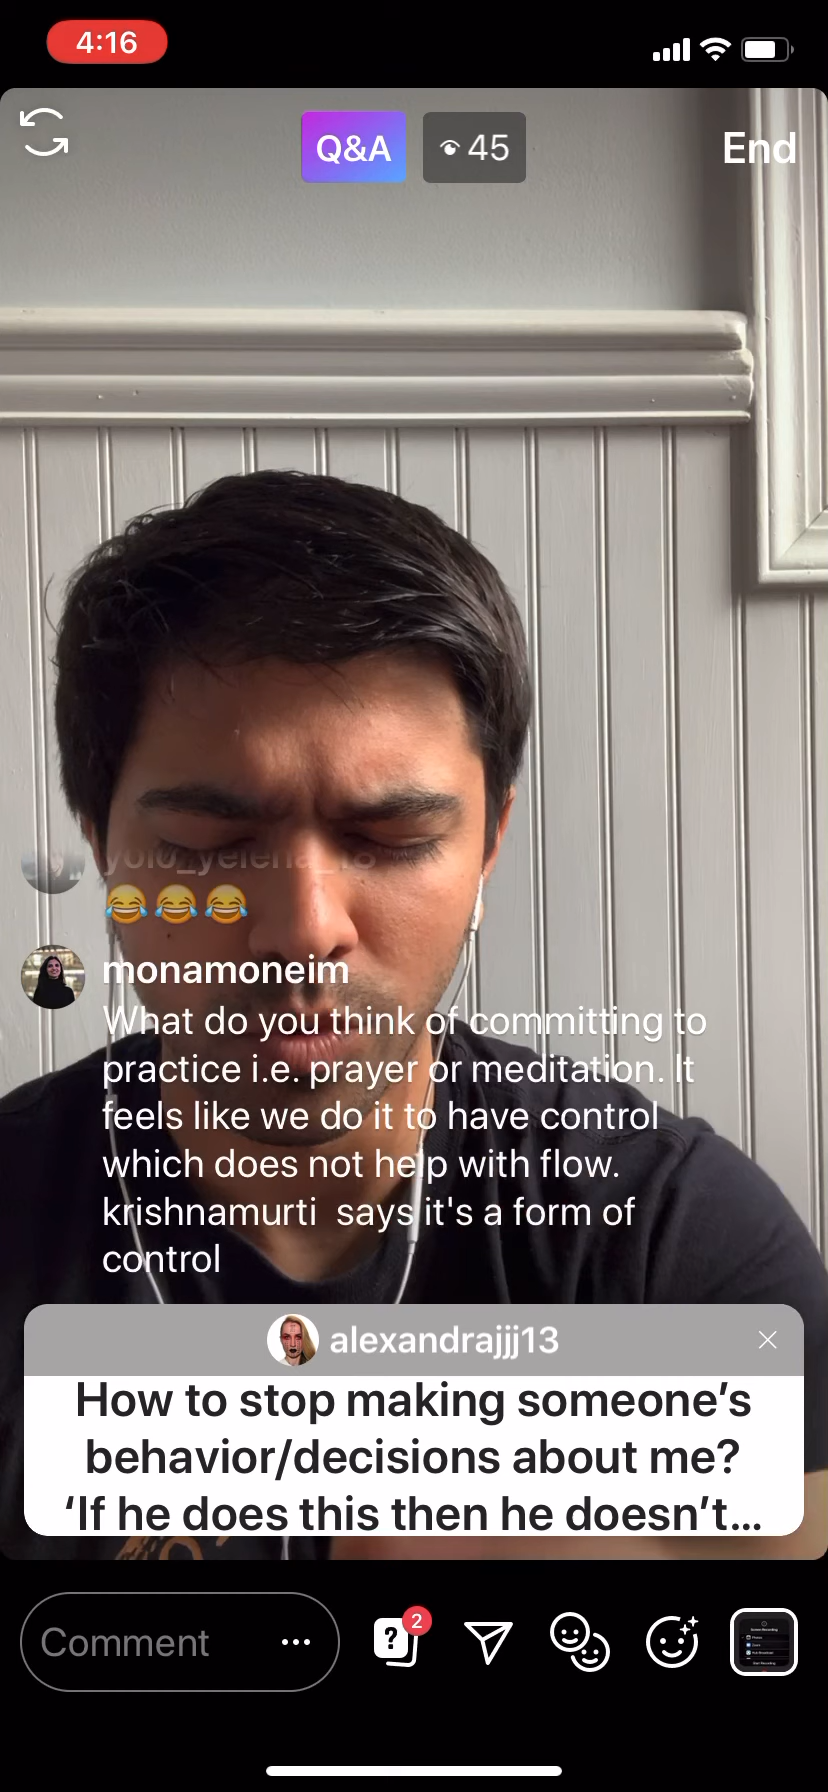 4:16
Q&A
45
End
yolo_yelena_18
😂😂😂
monamoneim
What do you think of committing to
practice i.e. prayer or meditation. It
feels like we do it to have control
which does not help with flow.
krishnamurti  says it's a form of
control
alexandrajjj13
How to stop making someone’s
behavior/decisions about me?
‘If he does this then he doesn’t...
Comment
2